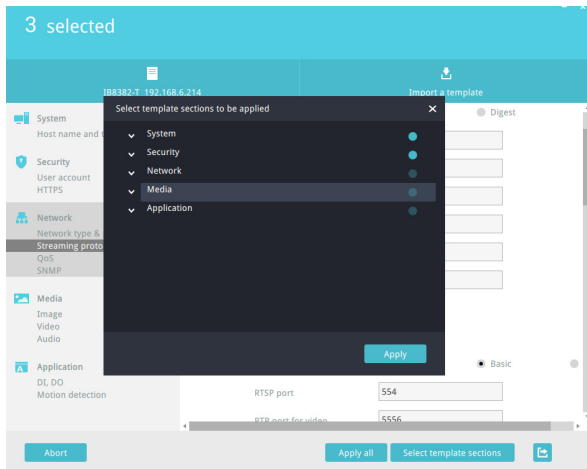 3 selected
IB8382-T 192.168.6.214
Import a template
Select template sections to be applied
System
Security
Network
Media
Application
Apply
System
Host name and
Security
User account
HTTPS
Network
Network type &
Streaming proto
QoS
SNMP
Media
Image
Video
Audio
Application
DI, DO
Motion detection
Digest
Basic
RTSP port
554
RTP port for video
5556
Abort
Apply all
Select template sections